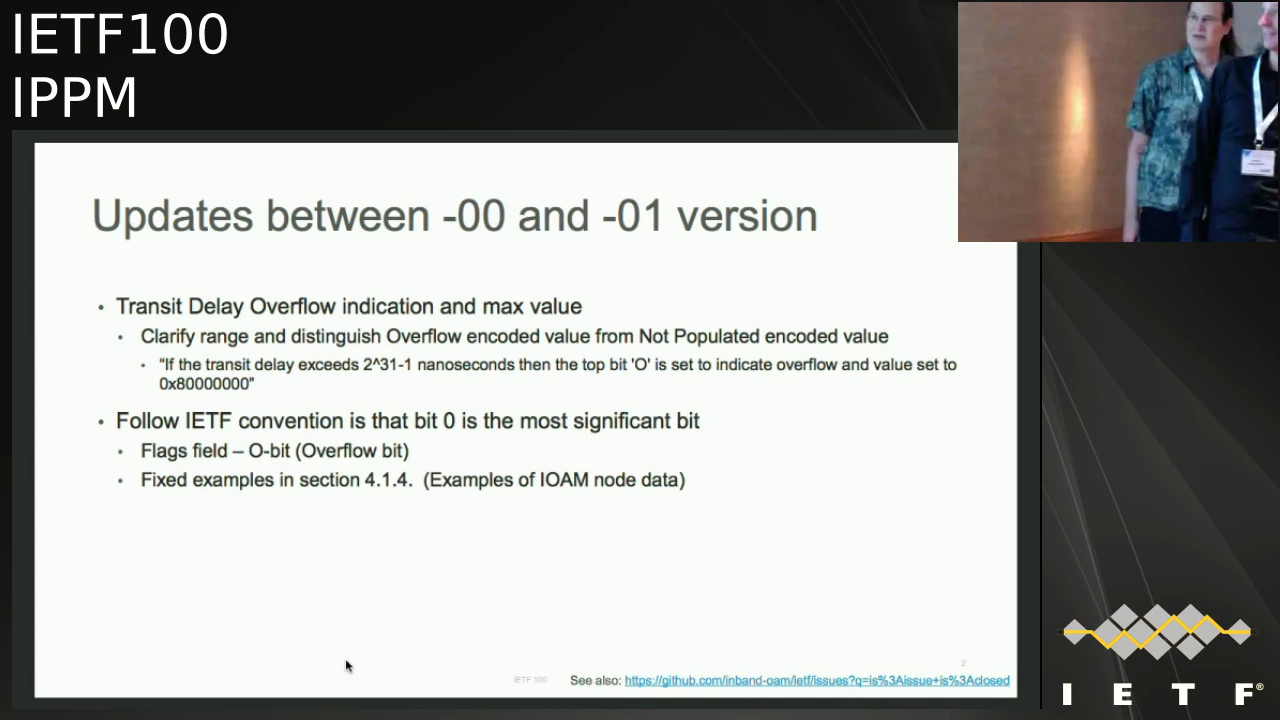 IETF100
IPPM
Updates between -00 and -01 version
• Transit Delay Overflow indication and max value
• Clarify range and distinguish Overflow encoded value from Not Populated encoded value
• "If the transit delay exceeds 2^31-1 nanoseconds then the top bit 'O' is set to indicate overflow and value set to
0x80000000"
• Follow IETF convention is that bit 0 is the most significant bit
• Flags field – O-bit (Overflow bit)
• Fixed examples in section 4.1.4. (Examples of IOAM node data)
2
IETF 100
See also: https://github.com/inband-oam/ietf/issues?q=is%3Aissue+is%3Aclosed
I E T F®